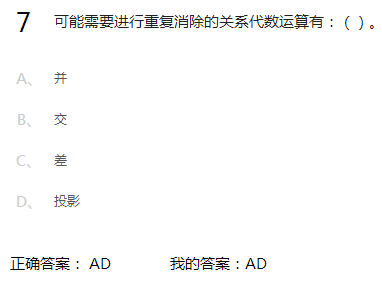 7 可能需要进行重复消除的关系代数运算有：( )。
A、 并
B、 交
C、 差
D、 投影
正确答案： AD 我的答案：AD